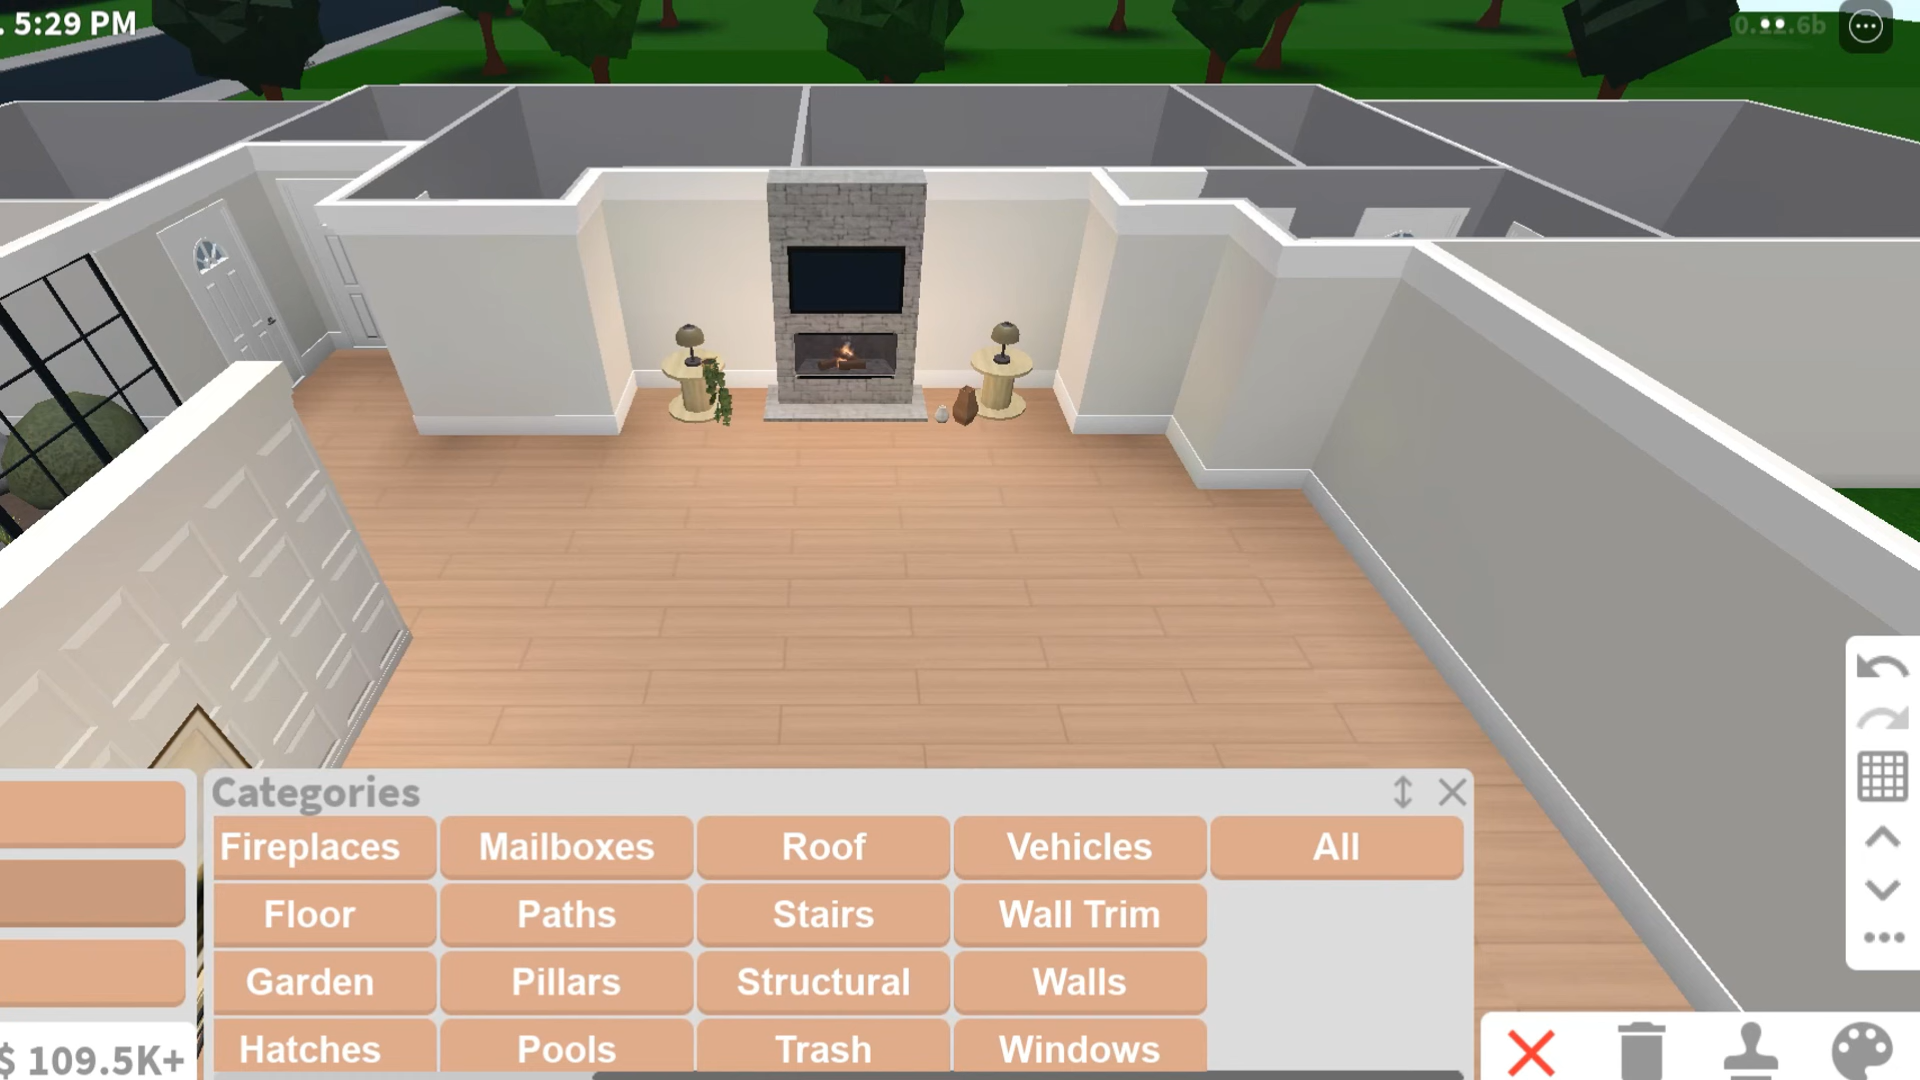 . 5:29 PM
Categories
Fireplaces Mailboxes Roof Vehicles All
Floor Paths Stairs Wall Trim
Garden Pillars Structural Walls
Hatches Pools Trash Windows
$ 109.5K+